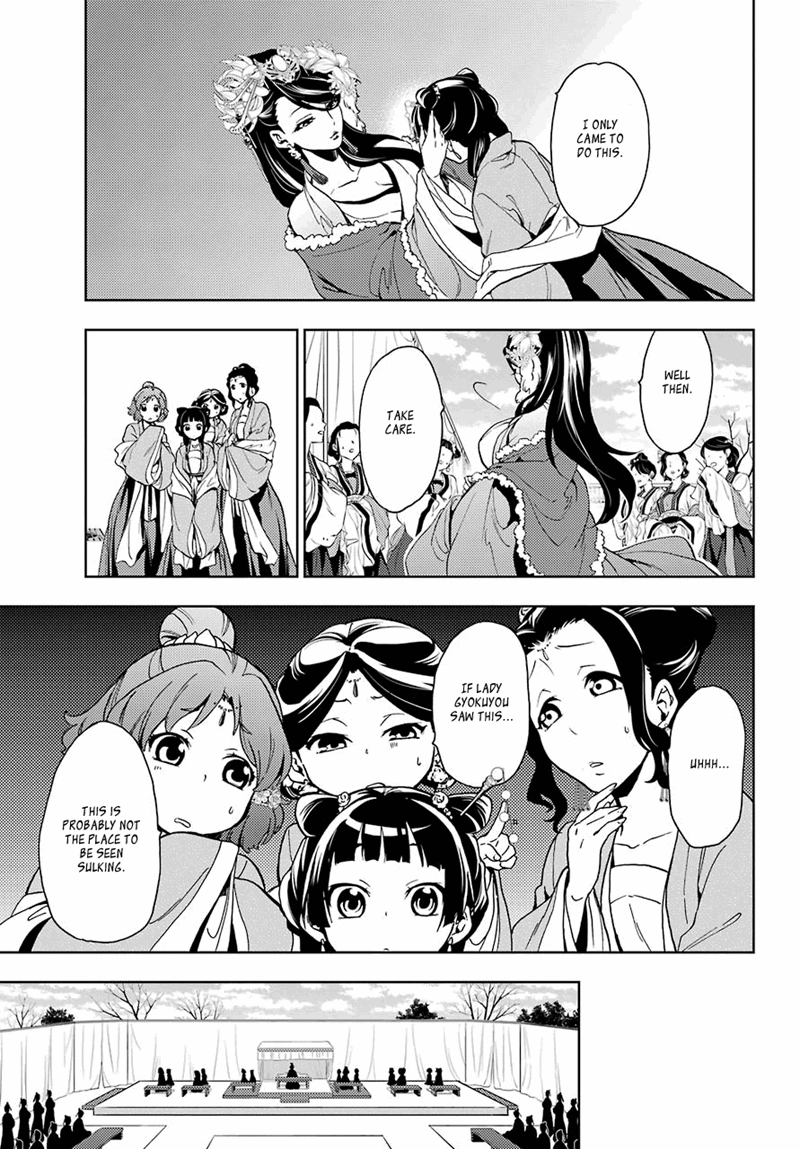 I ONLY
CAME TO
DO THIS.
WELL
THEN.
TAKE
CARE.
UHHH...
IF LADY
GYOKUYOU
SAW THIS...
THIS IS
PROBABLY NOT
THE PLACE TO
BE SEEN
SULKING.